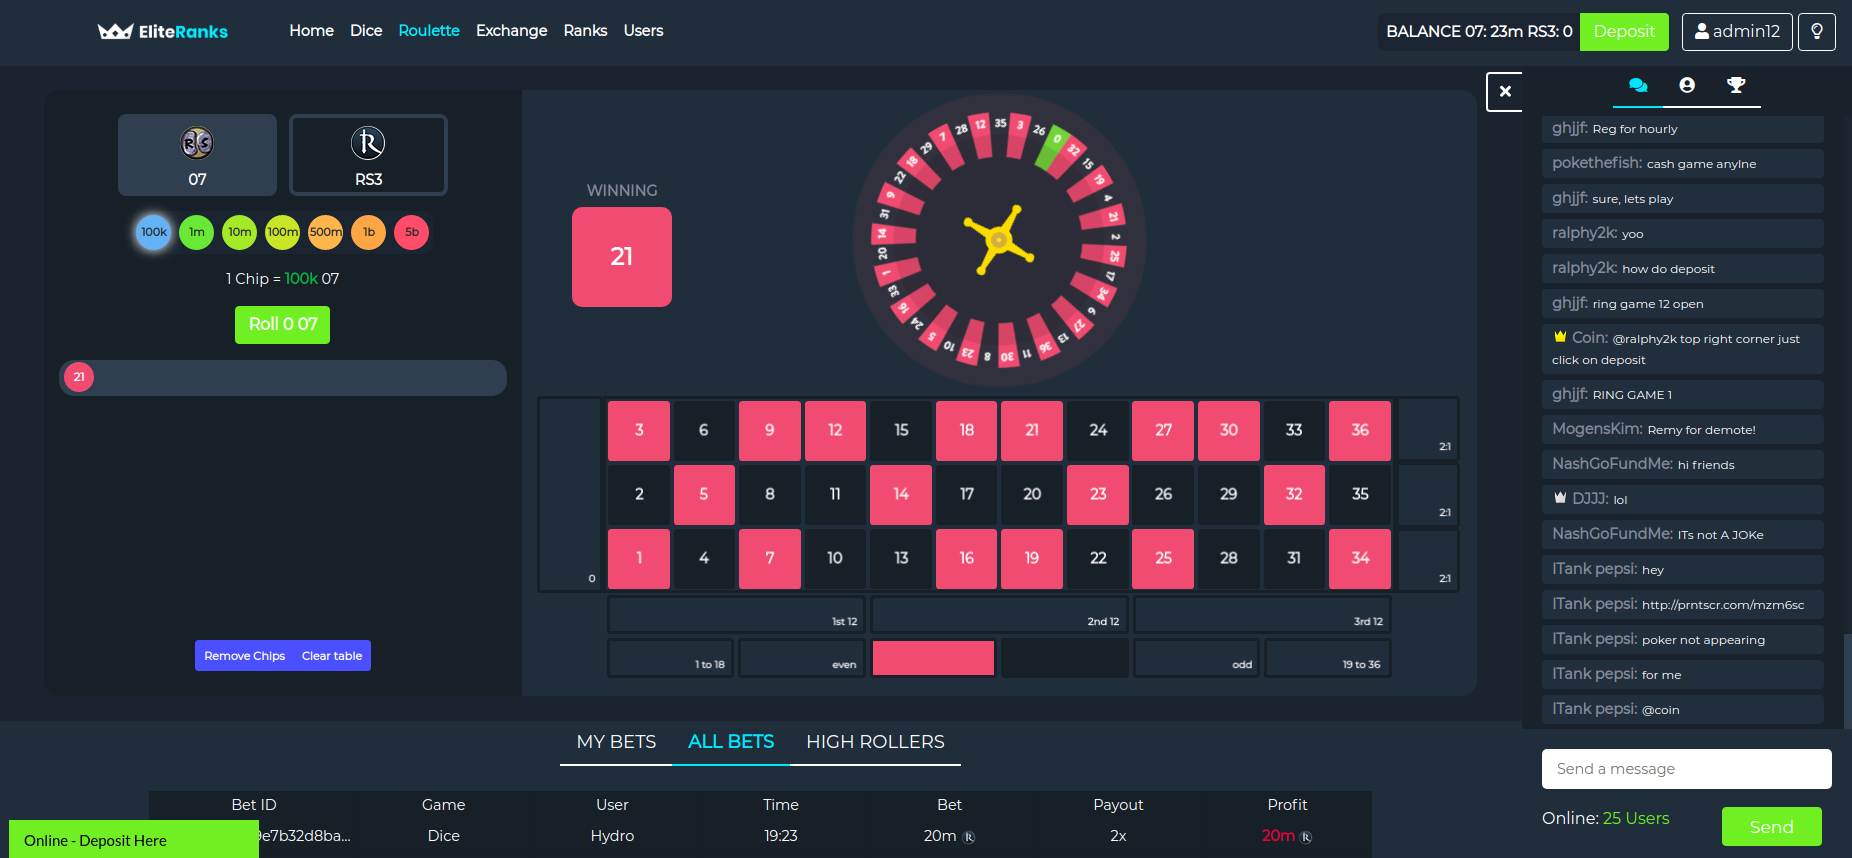 EliteRanks
Home Dice Roulette Exchange Ranks Users
BALANCE 07: 23m RS3: 0
Deposit
admin12
RS
07
R
RS3
100k 1m 10m 100m 500m 1b 5b
1 Chip = 100k 07
Roll 0 07
21
Remove Chips Clear table
WINNING
21
0 32 15 19 4 21 2 25 17 34 6 27 13 36 11 30 8 23 10 5 24 16 33 1 20 14 31 9 22 18 29 7 28 12 35 3 26
3 6 9 12 15 18 21 24 27 30 33 36 2:1
2 5 8 11 14 17 20 23 26 29 32 35 2:1
0 1 4 7 10 13 16 19 22 25 28 31 34 2:1
1st 12 2nd 12 3rd 12
1 to 18 even odd 19 to 36
ghjjf: Reg for hourly
pokethefish: cash game anylne
ghjjf: sure, lets play
ralphy2k: yoo
ralphy2k: how do deposit
ghjjf: ring game 12 open
Coin: @ralphy2k top right corner just
click on deposit
ghjjf: RING GAME 1
MogensKim: Remy for demote!
NashGoFundMe: hi friends
DJJJ: lol
NashGoFundMe: ITs not A JOKe
ITank pepsi: hey
ITank pepsi: http://prntscr.com/mzm6sc
ITank pepsi: poker not appearing
ITank pepsi: for me
ITank pepsi: @coin
Send a message
Online: 25 Users
Send
MY BETS ALL BETS HIGH ROLLERS
Bet ID Game User Time Bet Payout Profit
9e7b32d8ba... Dice Hydro 19:23 20m 2x 20m
Online - Deposit Here